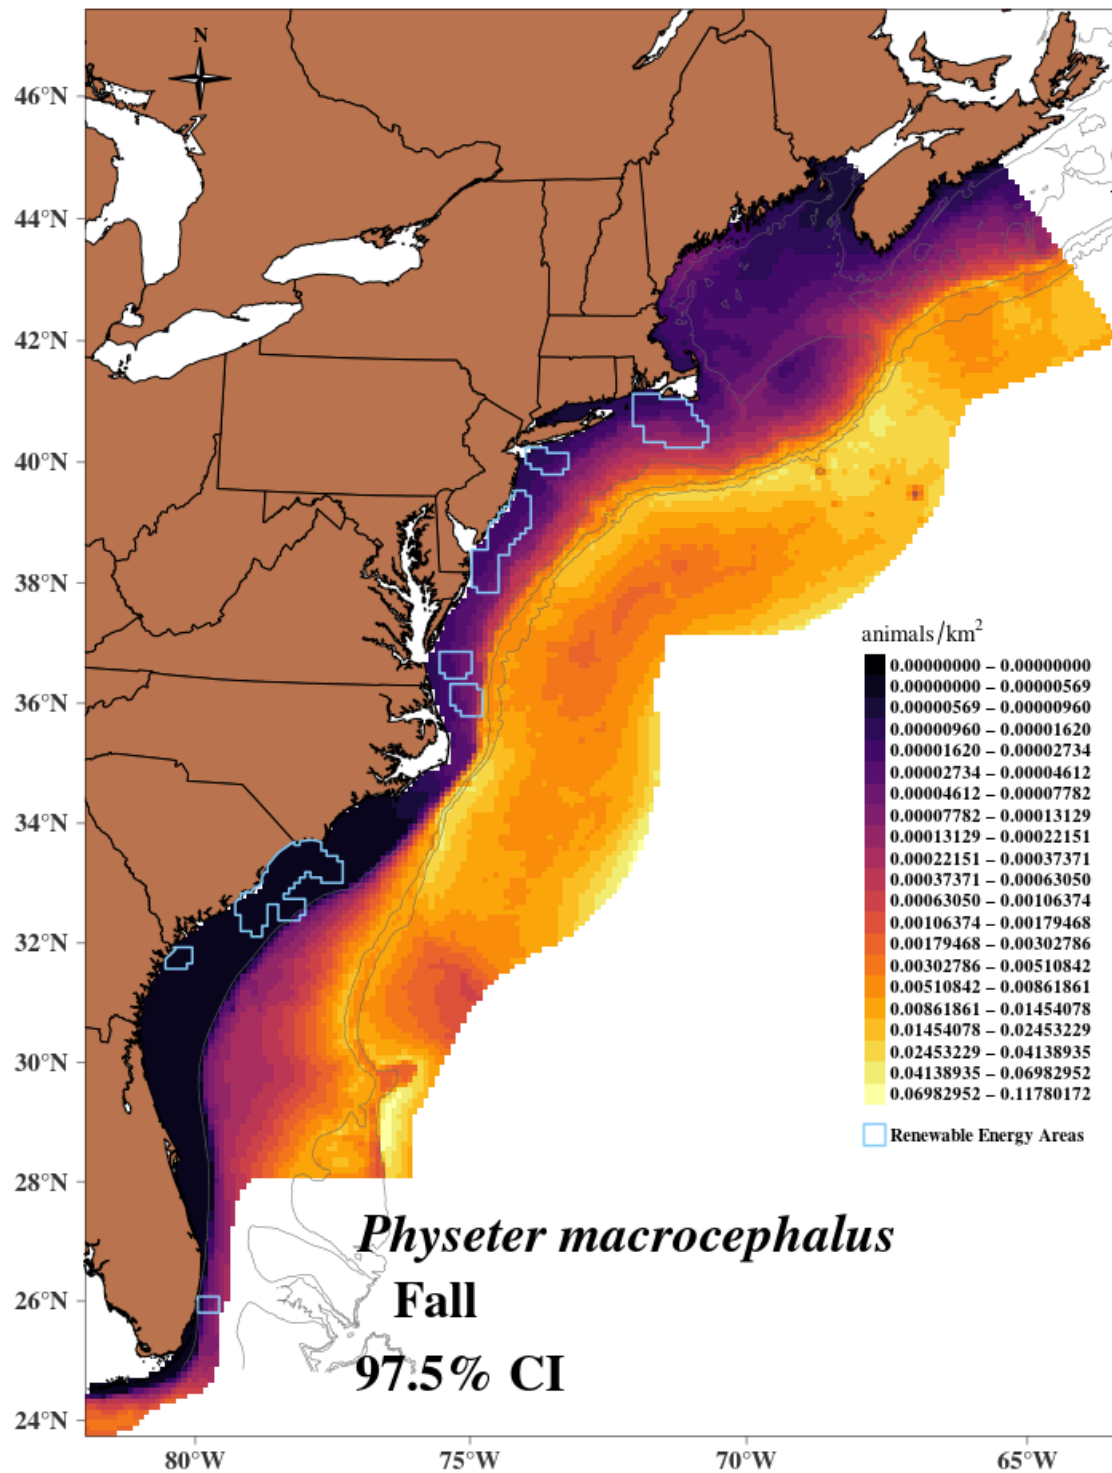 N
46°N
44°N
42°N
40°N
38°N
36°N
34°N
32°N
30°N
28°N
26°N
24°N
animals/km²
0.00000000 – 0.00000000
0.00000000 – 0.00000569
0.00000569 – 0.00000960
0.00000960 – 0.00001620
0.00001620 – 0.00002734
0.00002734 – 0.00004612
0.00004612 – 0.00007782
0.00007782 – 0.00013129
0.00013129 – 0.00022151
0.00022151 – 0.00037371
0.00037371 – 0.00063050
0.00063050 – 0.00106374
0.00106374 – 0.00179468
0.00179468 – 0.00302786
0.00302786 – 0.00510842
0.00510842 – 0.00861861
0.00861861 – 0.01454078
0.01454078 – 0.02453229
0.02453229 – 0.04138935
0.04138935 – 0.06982952
0.06982952 – 0.11780172
Renewable Energy Areas
Physeter macrocephalus
Fall
97.5% CI
80°W 75°W 70°W 65°W